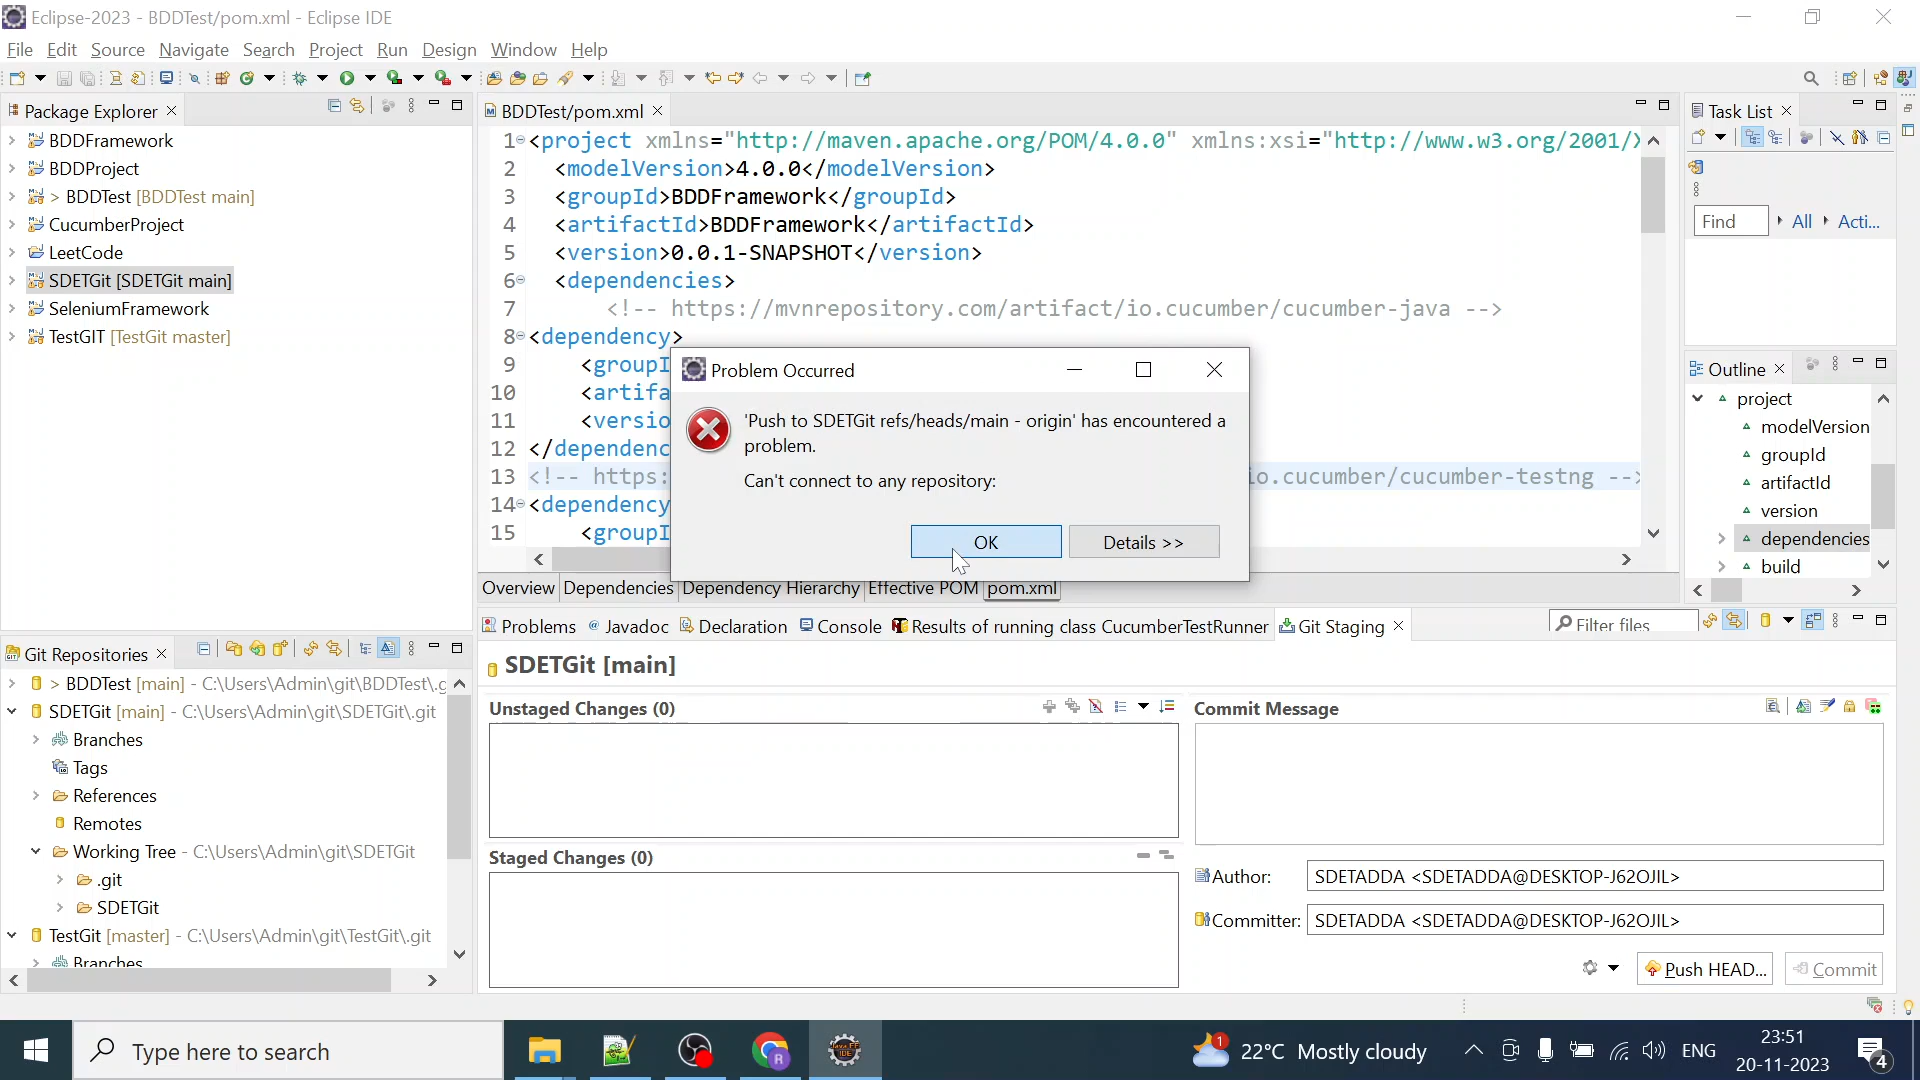 Eclipse-2023 - BDDTest/pom.xml - Eclipse IDE
File Edit Source Navigate Search Project Run Design Window Help
Package Explorer
BDDFramework
BDDProject
> BDDTest [BDDTest main]
CucumberProject
LeetCode
SDETGit [SDETGit main]
SeleniumFramework
TestGIT [TestGit master]
BDDTest/pom.xml
1 <project xmlns="http://maven.apache.org/POM/4.0.0" xmlns:xsi="http://www.w3.org/2001/X
2 <modelVersion>4.0.0</modelVersion>
3 <groupId>BDDFramework</groupId>
4 <artifactId>BDDFramework</artifactId>
5 <version>0.0.1-SNAPSHOT</version>
6 <dependencies>
7 <!-- https://mvnrepository.com/artifact/io.cucumber/cucumber-java -->
8 <dependency>
9 <groupI
10 <artifa
11 <versio
12 </dependenc
13 <!-- https: io.cucumber/cucumber-testng -->
14 <dependency
15 <groupI
Overview Dependencies Dependency Hierarchy Effective POM pom.xml
Problem Occurred
'Push to SDETGit refs/heads/main - origin' has encountered a
problem.
Can't connect to any repository:
OK Details >>
Task List
Find All Acti...
Outline
project
modelVersion
groupId
artifactId
version
dependencies
build
Git Repositories
> BDDTest [main] - C:\Users\Admin\git\BDDTest\.g
SDETGit [main] - C:\Users\Admin\git\SDETGit\.git
Branches
Tags
References
Remotes
Working Tree - C:\Users\Admin\git\SDETGit
.git
SDETGit
TestGit [master] - C:\Users\Admin\git\TestGit\.git
Branches
Problems Javadoc Declaration Console Results of running class CucumberTestRunner Git Staging
Filter files
SDETGit [main]
Unstaged Changes (0)
Staged Changes (0)
Commit Message
Author: SDETADDA <SDETADDA@DESKTOP-J62OJIL>
Committer: SDETADDA <SDETADDA@DESKTOP-J62OJIL>
Push HEAD... Commit
Type here to search
1 22°C Mostly cloudy
ENG
23:51
20-11-2023
4